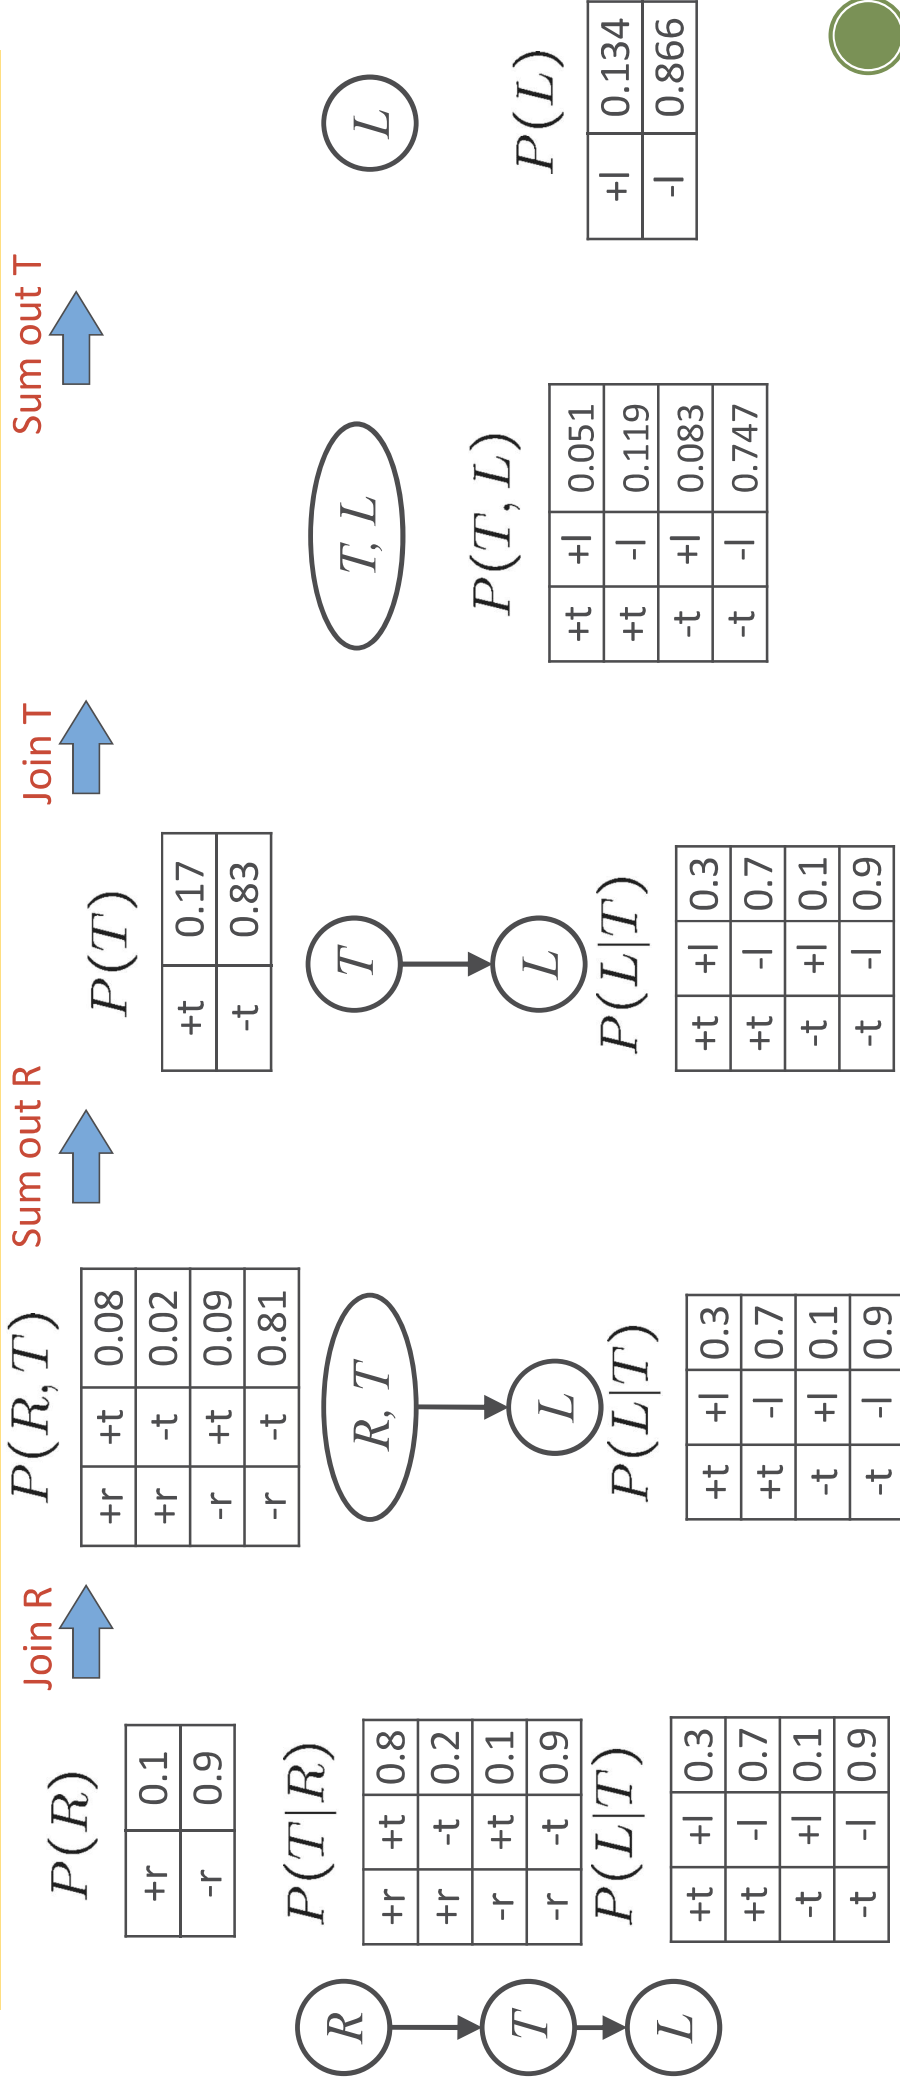 Join R
Sum out R
Join T
Sum out T
R
T
L
P(R)
+r 0.1
-r 0.9
P(T|R)
+r +t 0.8
+r -t 0.2
-r +t 0.1
-r -t 0.9
P(L|T)
+t +l 0.3
+t -l 0.7
-t +l 0.1
-t -l 0.9
P(R, T)
+r +t 0.08
+r -t 0.02
-r +t 0.09
-r -t 0.81
R, T
L
P(L|T)
+t +l 0.3
+t -l 0.7
-t +l 0.1
-t -l 0.9
P(T)
+t 0.17
-t 0.83
T
L
P(L|T)
+t +l 0.3
+t -l 0.7
-t +l 0.1
-t -l 0.9
T, L
P(T, L)
+t +l 0.051
+t -l 0.119
-t +l 0.083
-t -l 0.747
L
P(L)
+l 0.134
-l 0.866